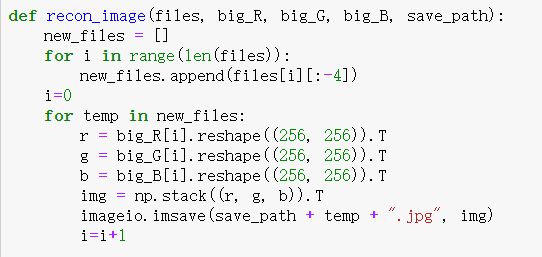 def recon_image(files, big_R, big_G, big_B, save_path):
    new_files = []
    for i in range(len(files)):
        new_files.append(files[i][:-4])
    i=0
    for temp in new_files:
        r = big_R[i].reshape((256, 256)).T
        g = big_G[i].reshape((256, 256)).T
        b = big_B[i].reshape((256, 256)).T
        img = np.stack((r, g, b)).T
        imageio.imsave(save_path + temp + ".jpg", img)
        i=i+1